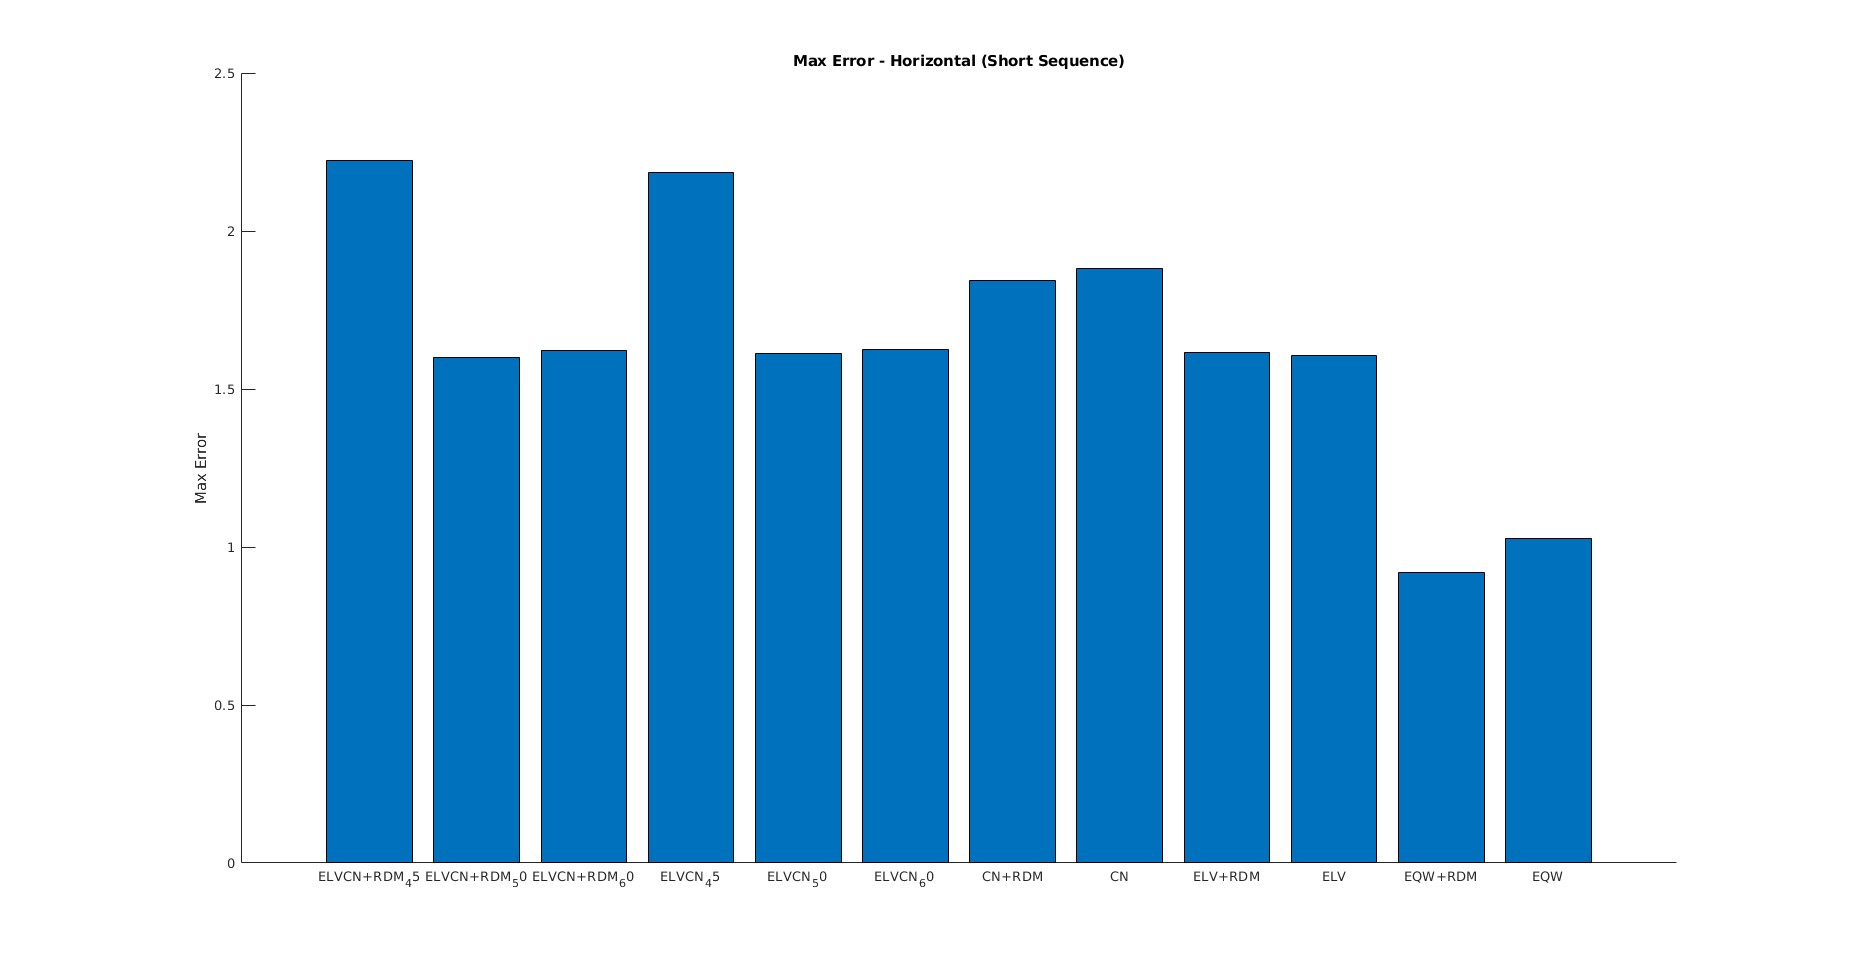 Max Error - Horizontal (Short Sequence)
2.5
2
1.5
1
0.5
0
Max Error
ELVCN+RDM₄5 ELVCN+RDM₅0 ELVCN+RDM₆0 ELVCN₄5 ELVCN₅0 ELVCN₆0 CN+RDM CN ELV+RDM ELV EQW+RDM EQW